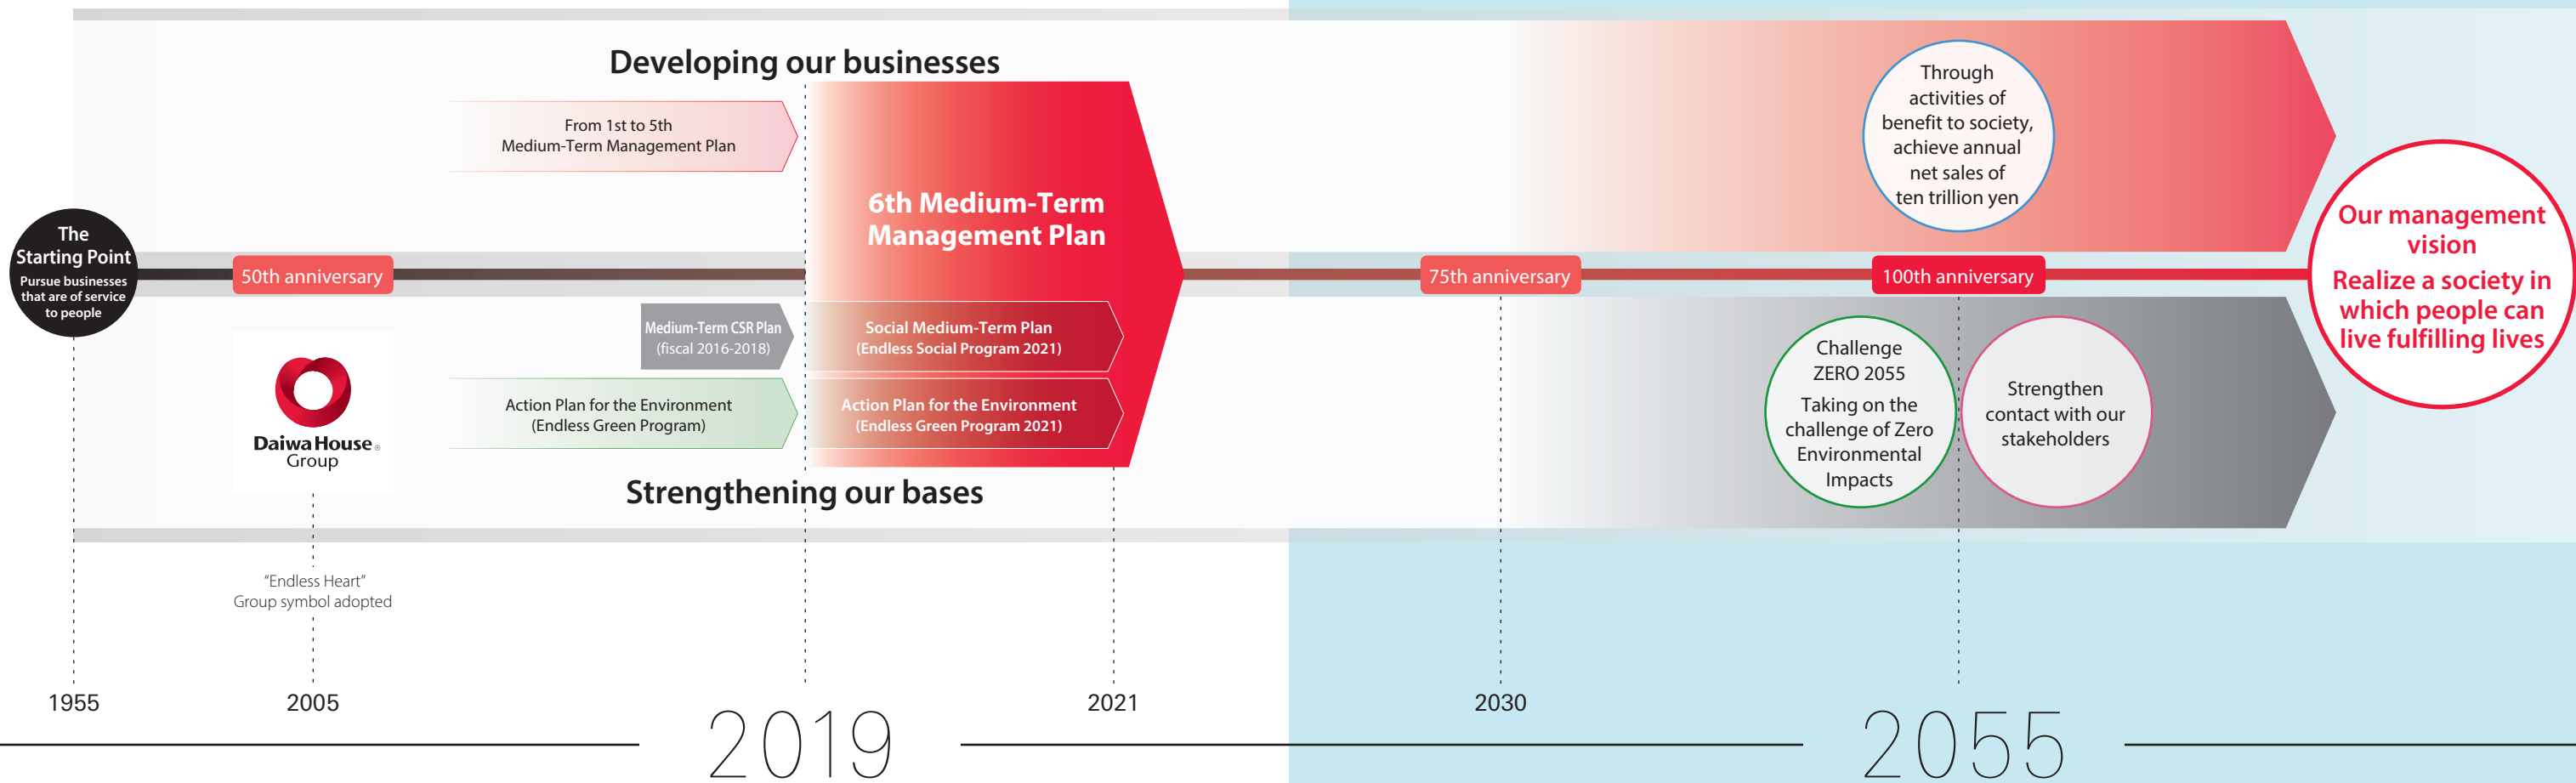 Developing our businesses
From 1st to 5th
Medium-Term Management Plan
6th Medium-Term
Management Plan
Through
activities of
benefit to society,
achieve annual
net sales of
ten trillion yen
The
Starting Point
Pursue businesses
that are of service
to people
50th anniversary
75th anniversary
100th anniversary
Our management
vision
Realize a society in
which people can
live fulfilling lives
Medium-Term CSR Plan
(fiscal 2016-2018)
Social Medium-Term Plan
(Endless Social Program 2021)
Action Plan for the Environment
(Endless Green Program)
Action Plan for the Environment
(Endless Green Program 2021)
Challenge
ZERO 2055
Taking on the
challenge of Zero
Environmental
Impacts
Strengthen
contact with our
stakeholders
Daiwa House®
Group
Strengthening our bases
“Endless Heart”
Group symbol adopted
1955
2005
2019
2021
2030
2055